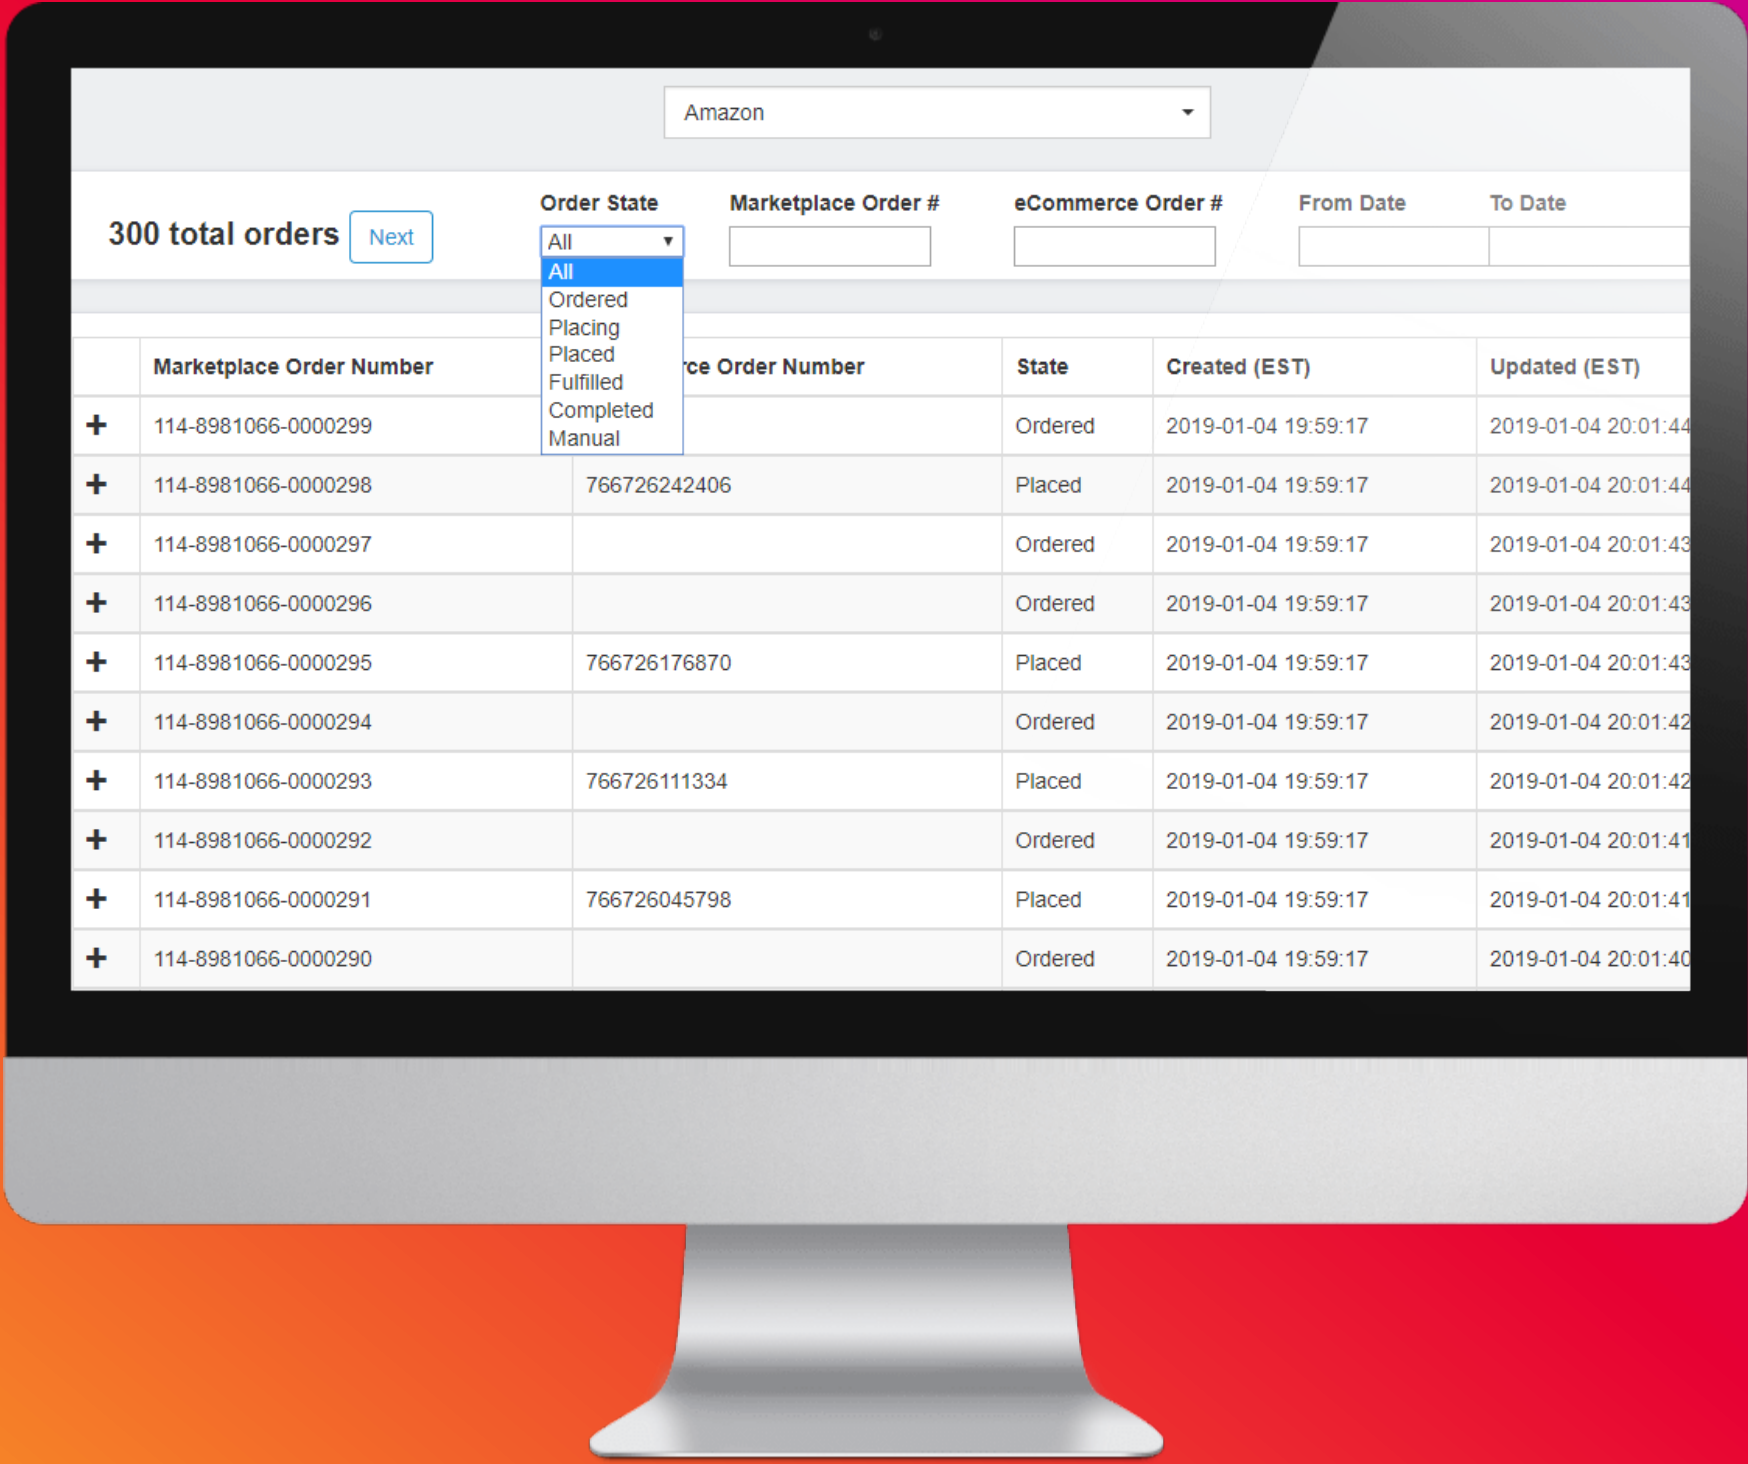 Amazon
Order State Marketplace Order # eCommerce Order # From Date To Date
300 total orders Next
All
All
Ordered
Placing
Placed
Fulfilled
Completed
Manual
Marketplace Order Number rce Order Number State Created (EST) Updated (EST)
+ 114-8981066-0000299 Ordered 2019-01-04 19:59:17 2019-01-04 20:01:44
+ 114-8981066-0000298 766726242406 Placed 2019-01-04 19:59:17 2019-01-04 20:01:44
+ 114-8981066-0000297 Ordered 2019-01-04 19:59:17 2019-01-04 20:01:43
+ 114-8981066-0000296 Ordered 2019-01-04 19:59:17 2019-01-04 20:01:43
+ 114-8981066-0000295 766726176870 Placed 2019-01-04 19:59:17 2019-01-04 20:01:43
+ 114-8981066-0000294 Ordered 2019-01-04 19:59:17 2019-01-04 20:01:42
+ 114-8981066-0000293 766726111334 Placed 2019-01-04 19:59:17 2019-01-04 20:01:42
+ 114-8981066-0000292 Ordered 2019-01-04 19:59:17 2019-01-04 20:01:41
+ 114-8981066-0000291 766726045798 Placed 2019-01-04 19:59:17 2019-01-04 20:01:41
+ 114-8981066-0000290 Ordered 2019-01-04 19:59:17 2019-01-04 20:01:40